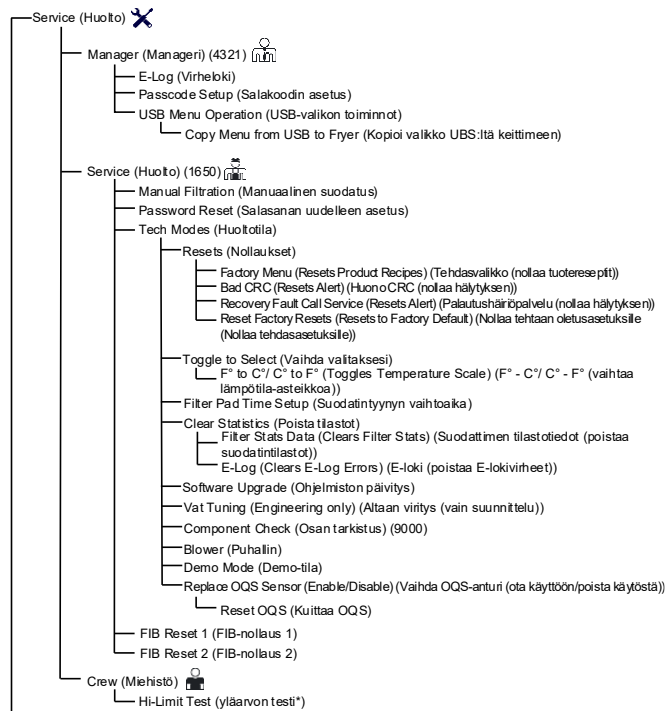 Service (Huolto)
Manager (Manageri) (4321)
E-Log (Virheloki)
Passcode Setup (Salakoodin asetus)
USB Menu Operation (USB-valikon toiminnot)
Copy Menu from USB to Fryer (Kopioi valikko UBS:ltä keittimeen)
Service (Huolto) (1650)
Manual Filtration (Manuaalinen suodatus)
Password Reset (Salasanan uudelleen asetus)
Tech Modes (Huoltotila)
Resets (Nollaukset)
Factory Menu (Resets Product Recipes) (Tehdasvalikko (nollaa tuotereseptit))
Bad CRC (Resets Alert) (Huono CRC (nollaa hälytyksen))
Recovery Fault Call Service (Resets Alert) (Palautushäiriöpalvelu (nollaa hälytyksen))
Reset Factory Resets (Resets to Factory Default) (Nollaa tehtaan oletusasetuksille
(Nollaa tehdasasetuksille))
Toggle to Select (Vaihda valitaksesi)
F° to C°/ C° to F° (Toggles Temperature Scale) (F° - C°/ C° - F° (vaihtaa
lämpötila-asteikkoa))
Filter Pad Time Setup (Suodatintyynyn vaihtoaika)
Clear Statistics (Poista tilastot)
Filter Stats Data (Clears Filter Stats) (Suodattimen tilastotiedot (poistaa
suodatintilastot))
E-Log (Clears E-Log Errors) (E-loki (poistaa E-lokivirheet))
Software Upgrade (Ohjelmiston päivitys)
Vat Tuning (Engineering only) (Altaan viritys (vain suunnittelu))
Component Check (Osan tarkistus) (9000)
Blower (Puhallin)
Demo Mode (Demo-tila)
Replace OQS Sensor (Enable/Disable) (Vaihda OQS-anturi (ota käyttöön/poista käytöstä))
Reset OQS (Kuittaa OQS)
FIB Reset 1 (FIB-nollaus 1)
FIB Reset 2 (FIB-nollaus 2)
Crew (Miehistö)
Hi-Limit Test (yläarvon testi*)